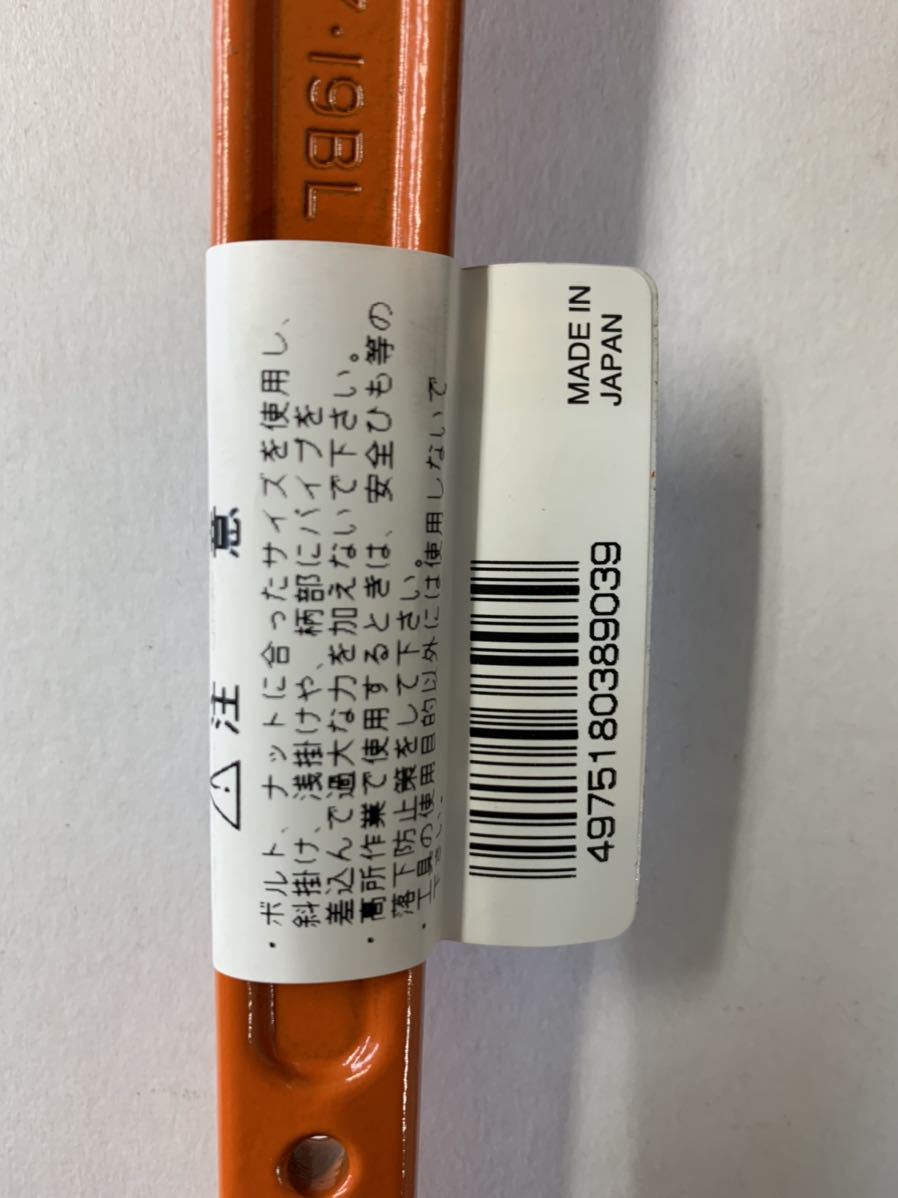 19BL
⚠ 注 意
・ボルト、ナットに合ったサイズを使用し、
斜掛け、浅掛けや、柄部にパイプを
差込んで過大な力を加えないで下さい。
・高所作業で使用するときは、安全ひも等の
落下防止策をして下さい。
・工具の使用目的以外には使用しないで
下さい。
MADE IN
JAPAN
4975180389039